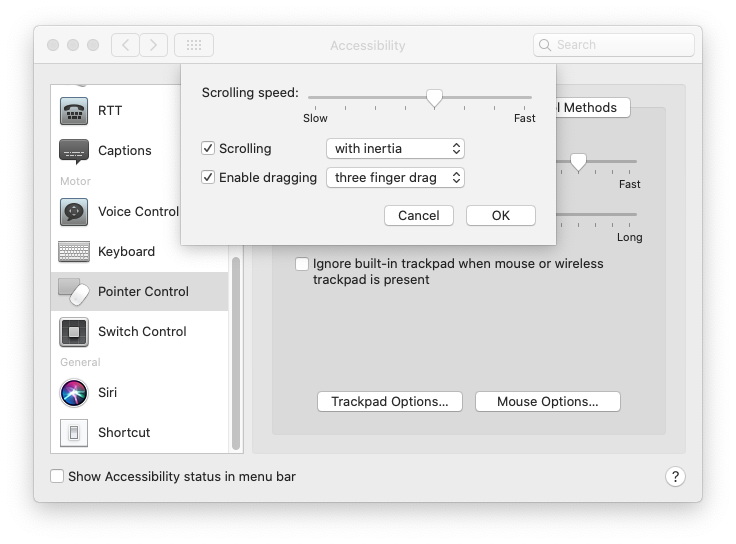 Accessibility
Search
Scrolling speed:
Slow
Fast
Scrolling
with inertia
Enable dragging
three finger drag
Cancel
OK
RTT
Captions
Motor
Voice Control
Keyboard
Pointer Control
Switch Control
General
Siri
Shortcut
Methods
Fast
Long
Ignore built-in trackpad when mouse or wireless
trackpad is present
Trackpad Options...
Mouse Options...
Show Accessibility status in menu bar
?